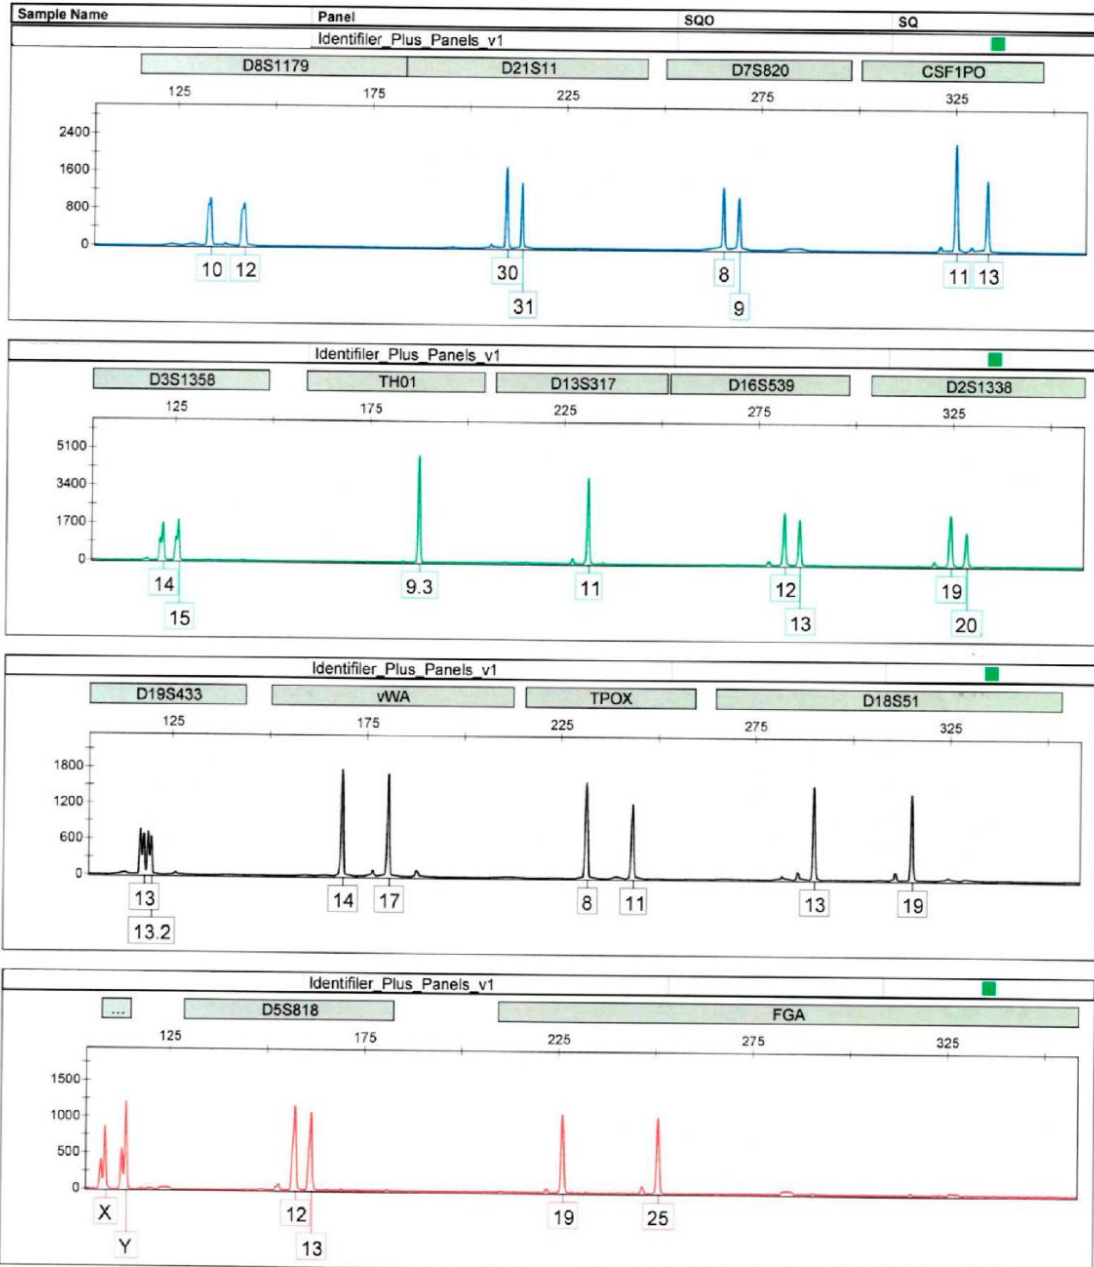 Sample Name Panel SQO SQ
Identifiler_Plus_Panels_v1
D8S1179 D21S11 D7S820 CSF1PO
125 175 225 275 325
2400
1600
800
0
10 12 30 8 11 13
31 9
Identifiler_Plus_Panels_v1
D3S1358 TH01 D13S317 D16S539 D2S1338
125 175 225 275 325
5100
3400
1700
0
14 9.3 11 12 19
15 13 20
Identifiler_Plus_Panels_v1
D19S433 vWA TPOX D18S51
125 175 225 275 325
1800
1200
600
0
13 14 17 8 11 13 19
13.2
Identifiler_Plus_Panels_v1
... D5S818 FGA
125 175 225 275 325
1500
1000
500
0
X 12 19 25
Y 13